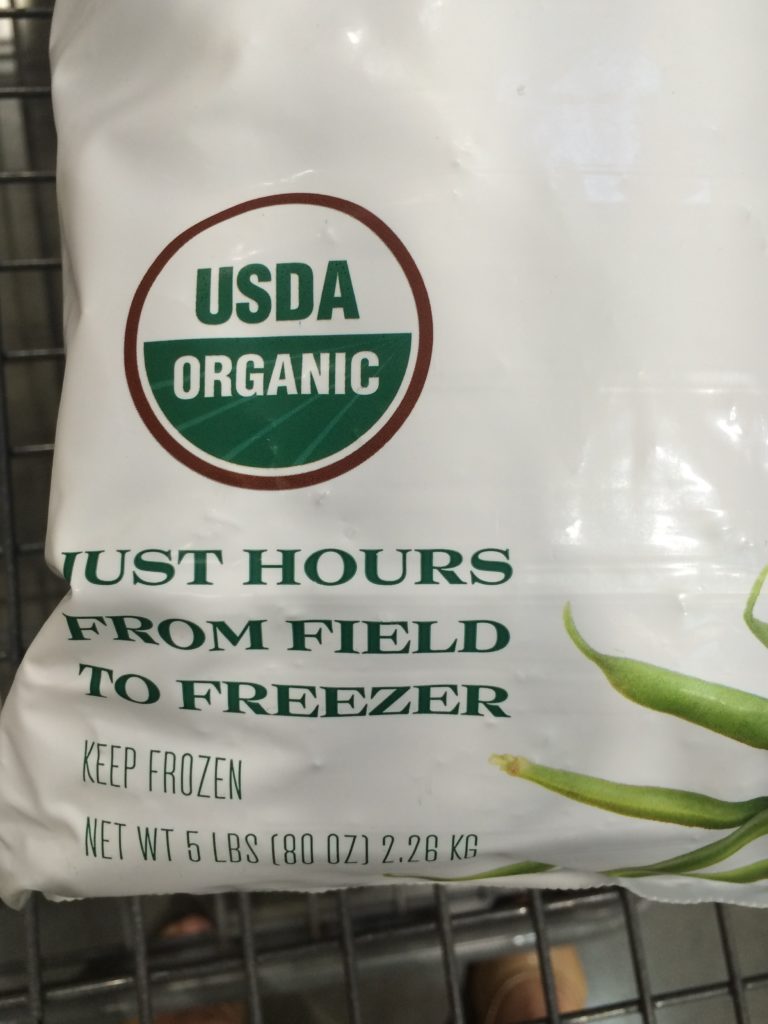 USDA
ORGANIC
JUST HOURS
FROM FIELD
TO FREEZER
KEEP FROZEN
NET WT 5 LBS (80 OZ) 2.26 KG